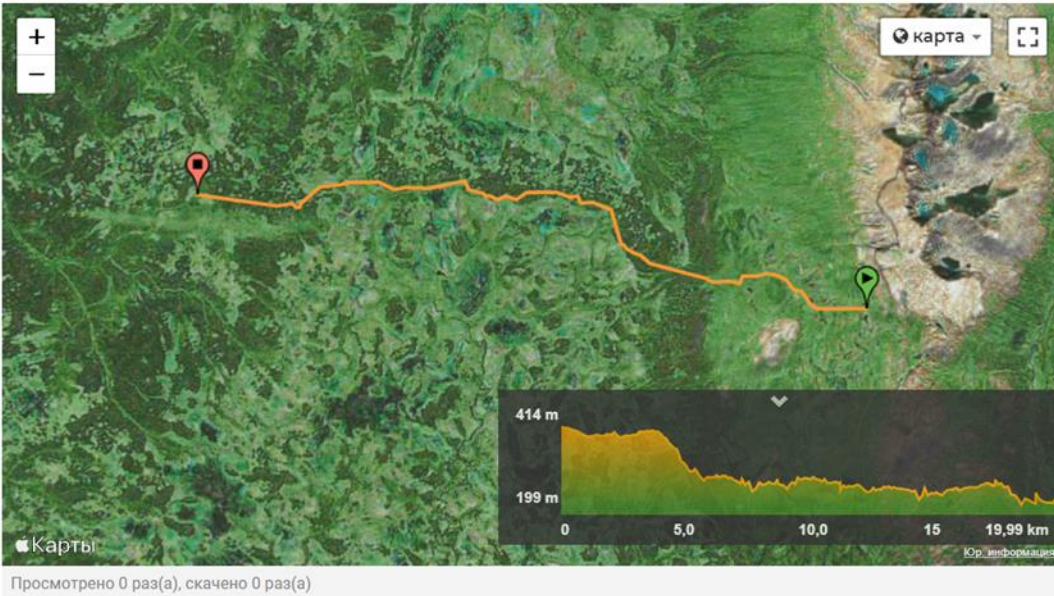 +
карта
−
414 m
199 m
0 5,0 10,0 15 19,99 km
Карты
Юр. информация
Просмотрено 0 раз(а), скачено 0 раз(а)